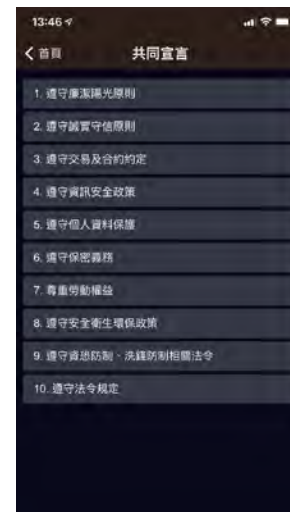 13:46
首頁
共同宣言
1. 遵守廉潔陽光原則
2. 遵守誠實守信原則
3. 遵守交易及合約約定
4. 遵守資訊安全政策
5. 遵守個人資料保護
6. 遵守保密義務
7. 尊重勞動權益
8. 遵守安全衛生環保政策
9. 遵守資恐防制、洗錢防制相關法令
10. 遵守法令規定